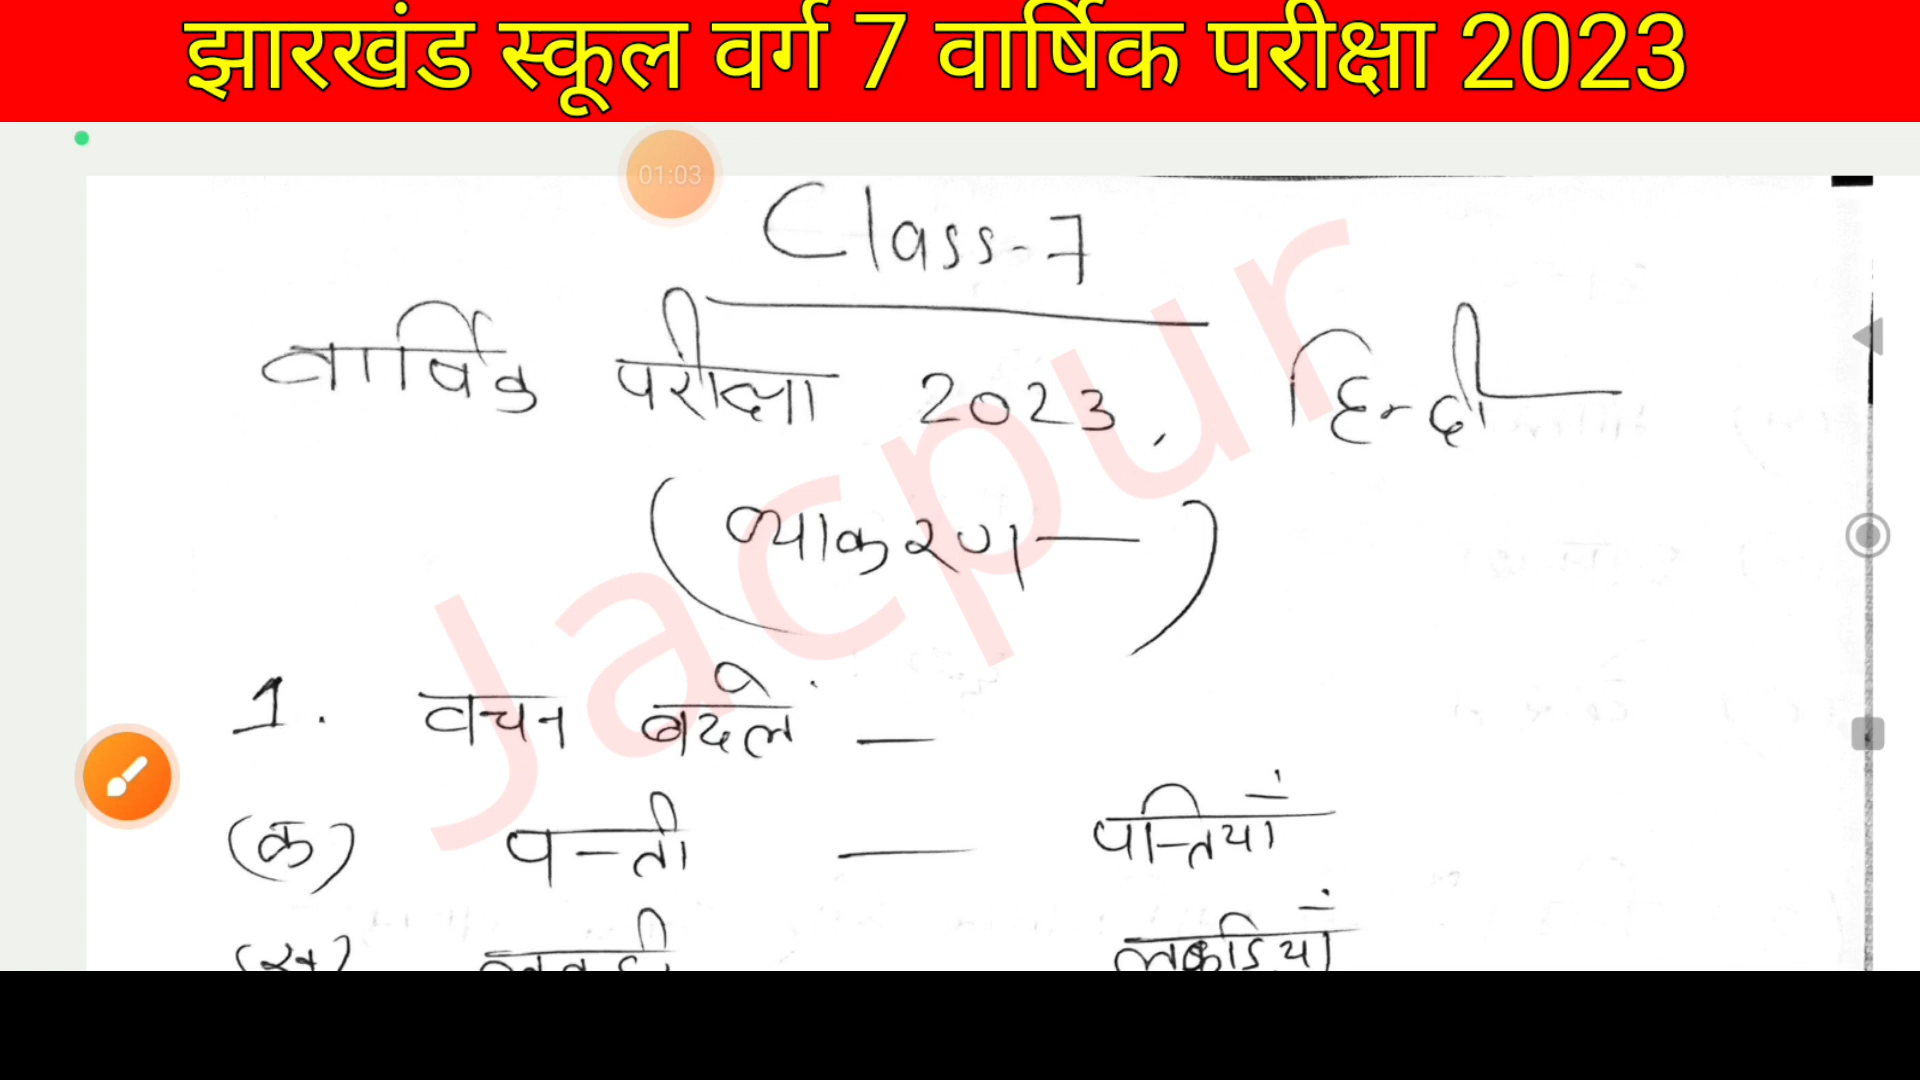 झारखंड स्कूल वर्ग 7 वार्षिक परीक्षा 2023
01:03
Class-7
वार्षिक परीक्षा 2023, हिन्दी
(व्याकरण)
1. वचन बदलें —
(क) पत्ती — पत्तियाँ
(ख) लकड़ी लकड़ियाँ
Jacpur